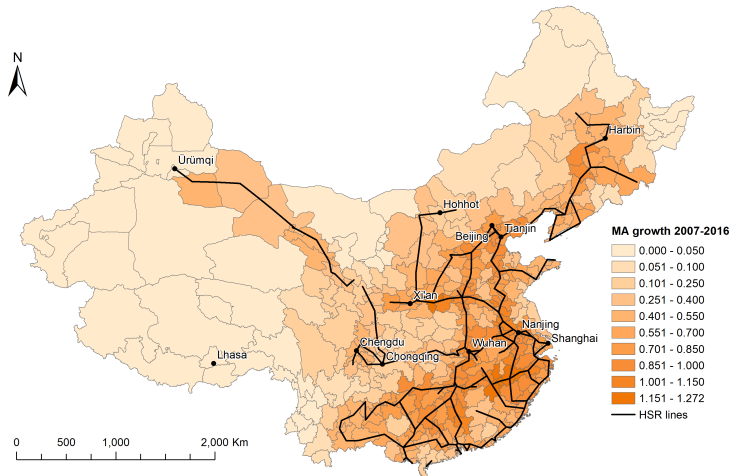 N
Harbin
Ürümqi
Hohhot
Beijing
Tianjin
Xi'an
Nanjing
Shanghai
Wuhan
Chengdu
Chongqing
Lhasa
MA growth 2007-2016
0.000 - 0.050
0.051 - 0.100
0.101 - 0.250
0.251 - 0.400
0.401 - 0.550
0.551 - 0.700
0.701 - 0.850
0.851 - 1.000
1.001 - 1.150
1.151 - 1.272
HSR lines
0 500 1,000 2,000 Km